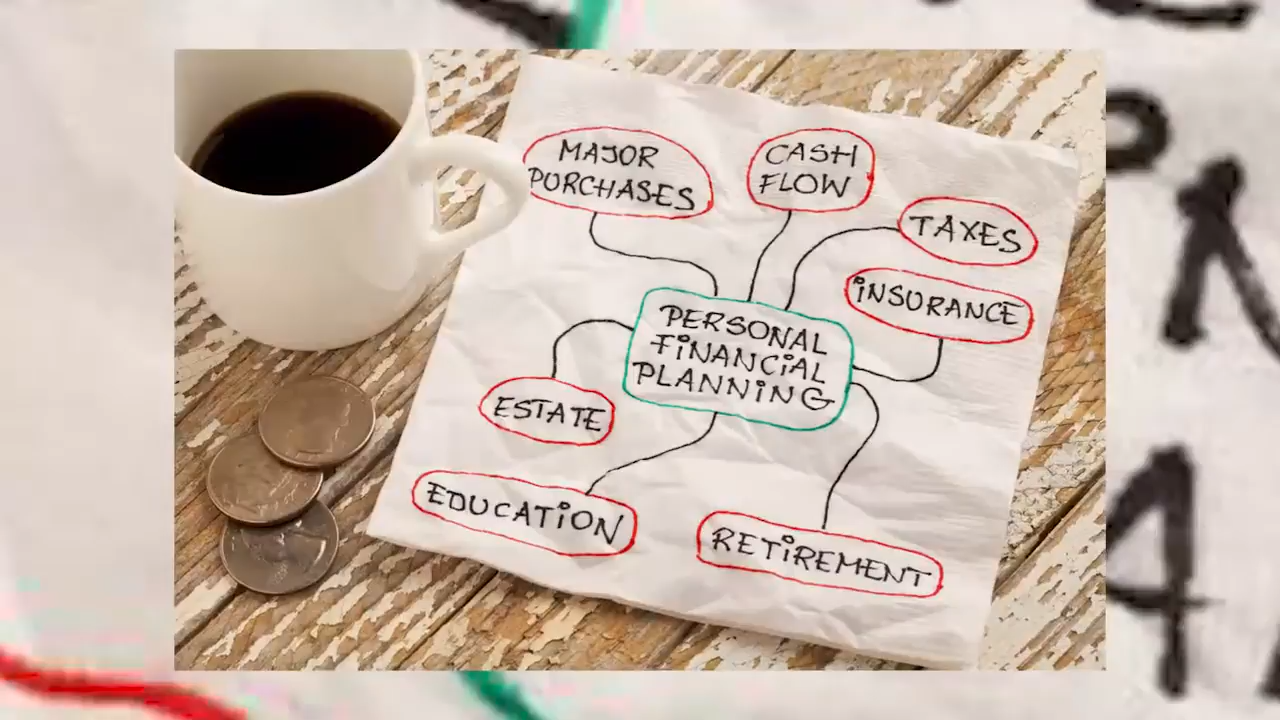 MAJOR
PURCHASES
CASH
FLOW
TAXES
INSURANCE
PERSONAL
FINANCIAL
PLANNING
ESTATE
EDUCATION
RETIREMENT